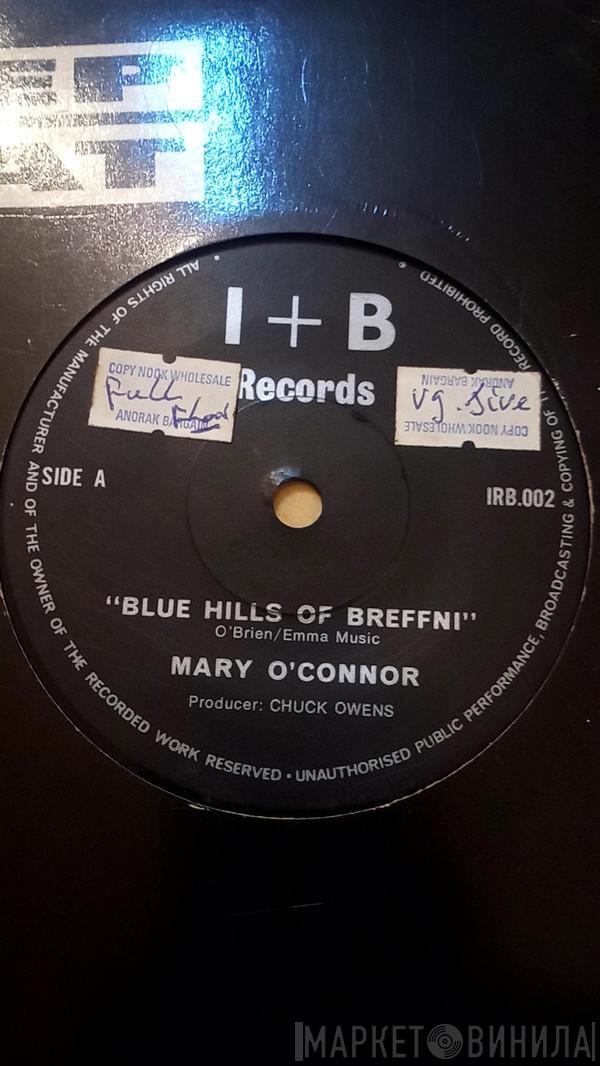 I + B
Records
COPY NOOK WHOLESALE
Full
ANORAK BARGAIN
vg. Jive
ANORAK BARGAIN
COPY NOOK WHOLESALE
SIDE A
IRB.002
"BLUE HILLS OF BREFFNI"
O'Brien/Emma Music
MARY O'CONNOR
Producer: CHUCK OWENS
ALL RIGHTS OF THE MANUFACTURER AND OF THE OWNER OF THE RECORDED WORK RESERVED • UNAUTHORISED PUBLIC PERFORMANCE, BROADCASTING & COPYING OF THIS RECORD PROHIBITED
МАРКЕТ ВИНИЛА